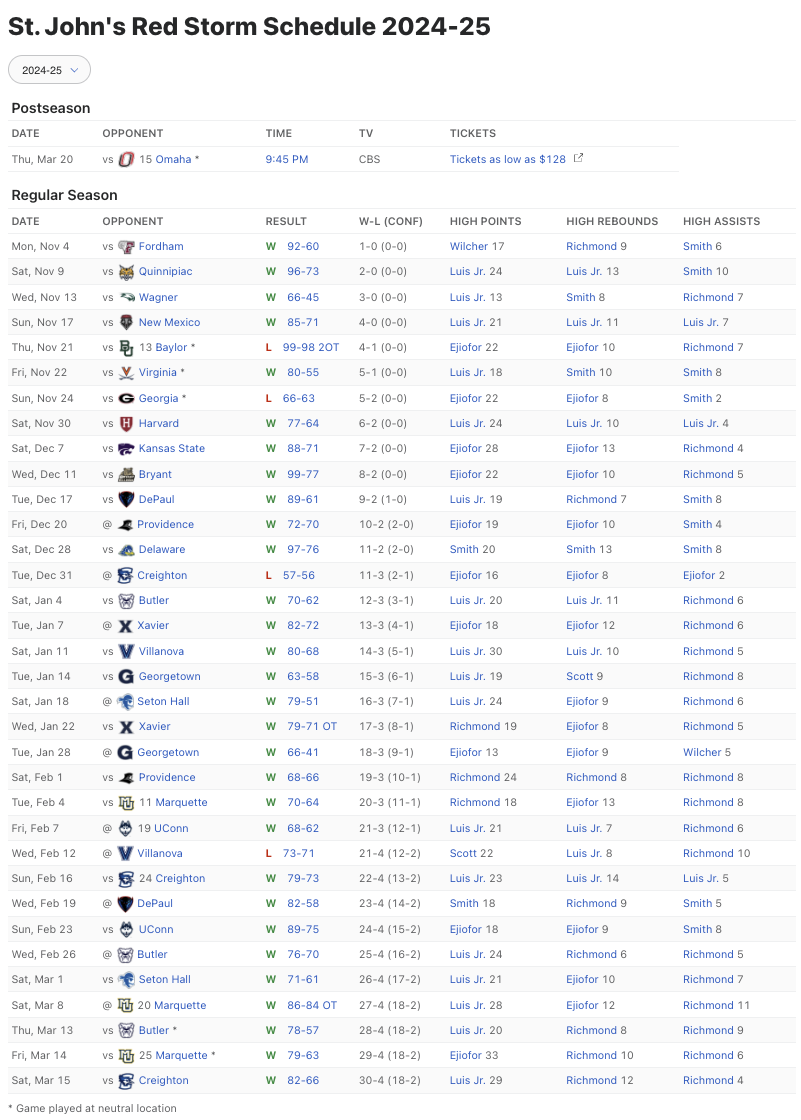 St. John's Red Storm Schedule 2024-25
2024-25
Postseason
DATE OPPONENT TIME TV TICKETS
Thu, Mar 20 vs 15 Omaha * 9:45 PM CBS Tickets as low as $128
Regular Season
DATE OPPONENT RESULT W-L (CONF) HIGH POINTS HIGH REBOUNDS HIGH ASSISTS
Mon, Nov 4 vs Fordham W 92-60 1-0 (0-0) Wilcher 17 Richmond 9 Smith 6
Sat, Nov 9 vs Quinnipiac W 96-73 2-0 (0-0) Luis Jr. 24 Luis Jr. 13 Smith 10
Wed, Nov 13 vs Wagner W 66-45 3-0 (0-0) Luis Jr. 13 Smith 8 Richmond 7
Sun, Nov 17 vs New Mexico W 85-71 4-0 (0-0) Luis Jr. 21 Luis Jr. 11 Luis Jr. 7
Thu, Nov 21 vs 13 Baylor * L 99-98 2OT 4-1 (0-0) Ejiofor 22 Ejiofor 10 Richmond 7
Fri, Nov 22 vs Virginia * W 80-55 5-1 (0-0) Luis Jr. 18 Smith 10 Smith 8
Sun, Nov 24 vs Georgia * L 66-63 5-2 (0-0) Ejiofor 22 Ejiofor 8 Smith 2
Sat, Nov 30 vs Harvard W 77-64 6-2 (0-0) Luis Jr. 24 Luis Jr. 10 Luis Jr. 4
Sat, Dec 7 vs Kansas State W 88-71 7-2 (0-0) Ejiofor 28 Ejiofor 13 Richmond 4
Wed, Dec 11 vs Bryant W 99-77 8-2 (0-0) Ejiofor 22 Ejiofor 10 Richmond 5
Tue, Dec 17 vs DePaul W 89-61 9-2 (1-0) Luis Jr. 19 Richmond 7 Smith 8
Fri, Dec 20 @ Providence W 72-70 10-2 (2-0) Ejiofor 19 Ejiofor 10 Smith 4
Sat, Dec 28 vs Delaware W 97-76 11-2 (2-0) Smith 20 Smith 13 Smith 8
Tue, Dec 31 @ Creighton L 57-56 11-3 (2-1) Ejiofor 16 Ejiofor 8 Ejiofor 2
Sat, Jan 4 vs Butler W 70-62 12-3 (3-1) Luis Jr. 20 Luis Jr. 11 Richmond 6
Tue, Jan 7 @ Xavier W 82-72 13-3 (4-1) Ejiofor 18 Ejiofor 12 Richmond 6
Sat, Jan 11 vs Villanova W 80-68 14-3 (5-1) Luis Jr. 30 Luis Jr. 10 Richmond 5
Tue, Jan 14 vs Georgetown W 63-58 15-3 (6-1) Luis Jr. 19 Scott 9 Richmond 8
Sat, Jan 18 @ Seton Hall W 79-51 16-3 (7-1) Luis Jr. 24 Ejiofor 9 Richmond 6
Wed, Jan 22 vs Xavier W 79-71 OT 17-3 (8-1) Richmond 19 Ejiofor 8 Richmond 5
Tue, Jan 28 @ Georgetown W 66-41 18-3 (9-1) Ejiofor 13 Ejiofor 9 Wilcher 5
Sat, Feb 1 vs Providence W 68-66 19-3 (10-1) Richmond 24 Richmond 8 Richmond 8
Tue, Feb 4 vs 11 Marquette W 70-64 20-3 (11-1) Richmond 18 Ejiofor 13 Richmond 8
Fri, Feb 7 @ 19 UConn W 68-62 21-3 (12-1) Luis Jr. 21 Luis Jr. 7 Richmond 6
Wed, Feb 12 @ Villanova L 73-71 21-4 (12-2) Scott 22 Luis Jr. 8 Richmond 10
Sun, Feb 16 vs 24 Creighton W 79-73 22-4 (13-2) Luis Jr. 23 Luis Jr. 14 Luis Jr. 5
Wed, Feb 19 @ DePaul W 82-58 23-4 (14-2) Smith 18 Richmond 9 Smith 5
Sun, Feb 23 vs UConn W 89-75 24-4 (15-2) Ejiofor 18 Ejiofor 9 Smith 8
Wed, Feb 26 @ Butler W 76-70 25-4 (16-2) Luis Jr. 24 Richmond 6 Richmond 5
Sat, Mar 1 vs Seton Hall W 71-61 26-4 (17-2) Luis Jr. 21 Ejiofor 10 Richmond 7
Sat, Mar 8 @ 20 Marquette W 86-84 OT 27-4 (18-2) Luis Jr. 28 Ejiofor 12 Richmond 11
Thu, Mar 13 vs Butler * W 78-57 28-4 (18-2) Luis Jr. 20 Richmond 8 Richmond 9
Fri, Mar 14 vs 25 Marquette * W 79-63 29-4 (18-2) Ejiofor 33 Richmond 10 Richmond 6
Sat, Mar 15 vs Creighton W 82-66 30-4 (18-2) Luis Jr. 29 Richmond 12 Richmond 4
* Game played at neutral location